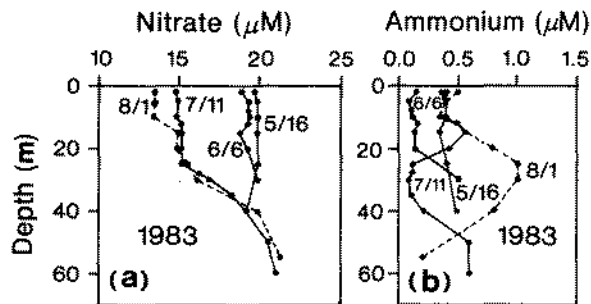 Nitrate (μM) Ammonium (μM)
10 15 20 25 0.0 0.5 1.0 1.5
0 0
8/1 7/11 6/6 5/16 6/6
20 20
7/11 5/16 8/1
Depth (m)
40 40
1983 1983
60 (a) 60 (b)